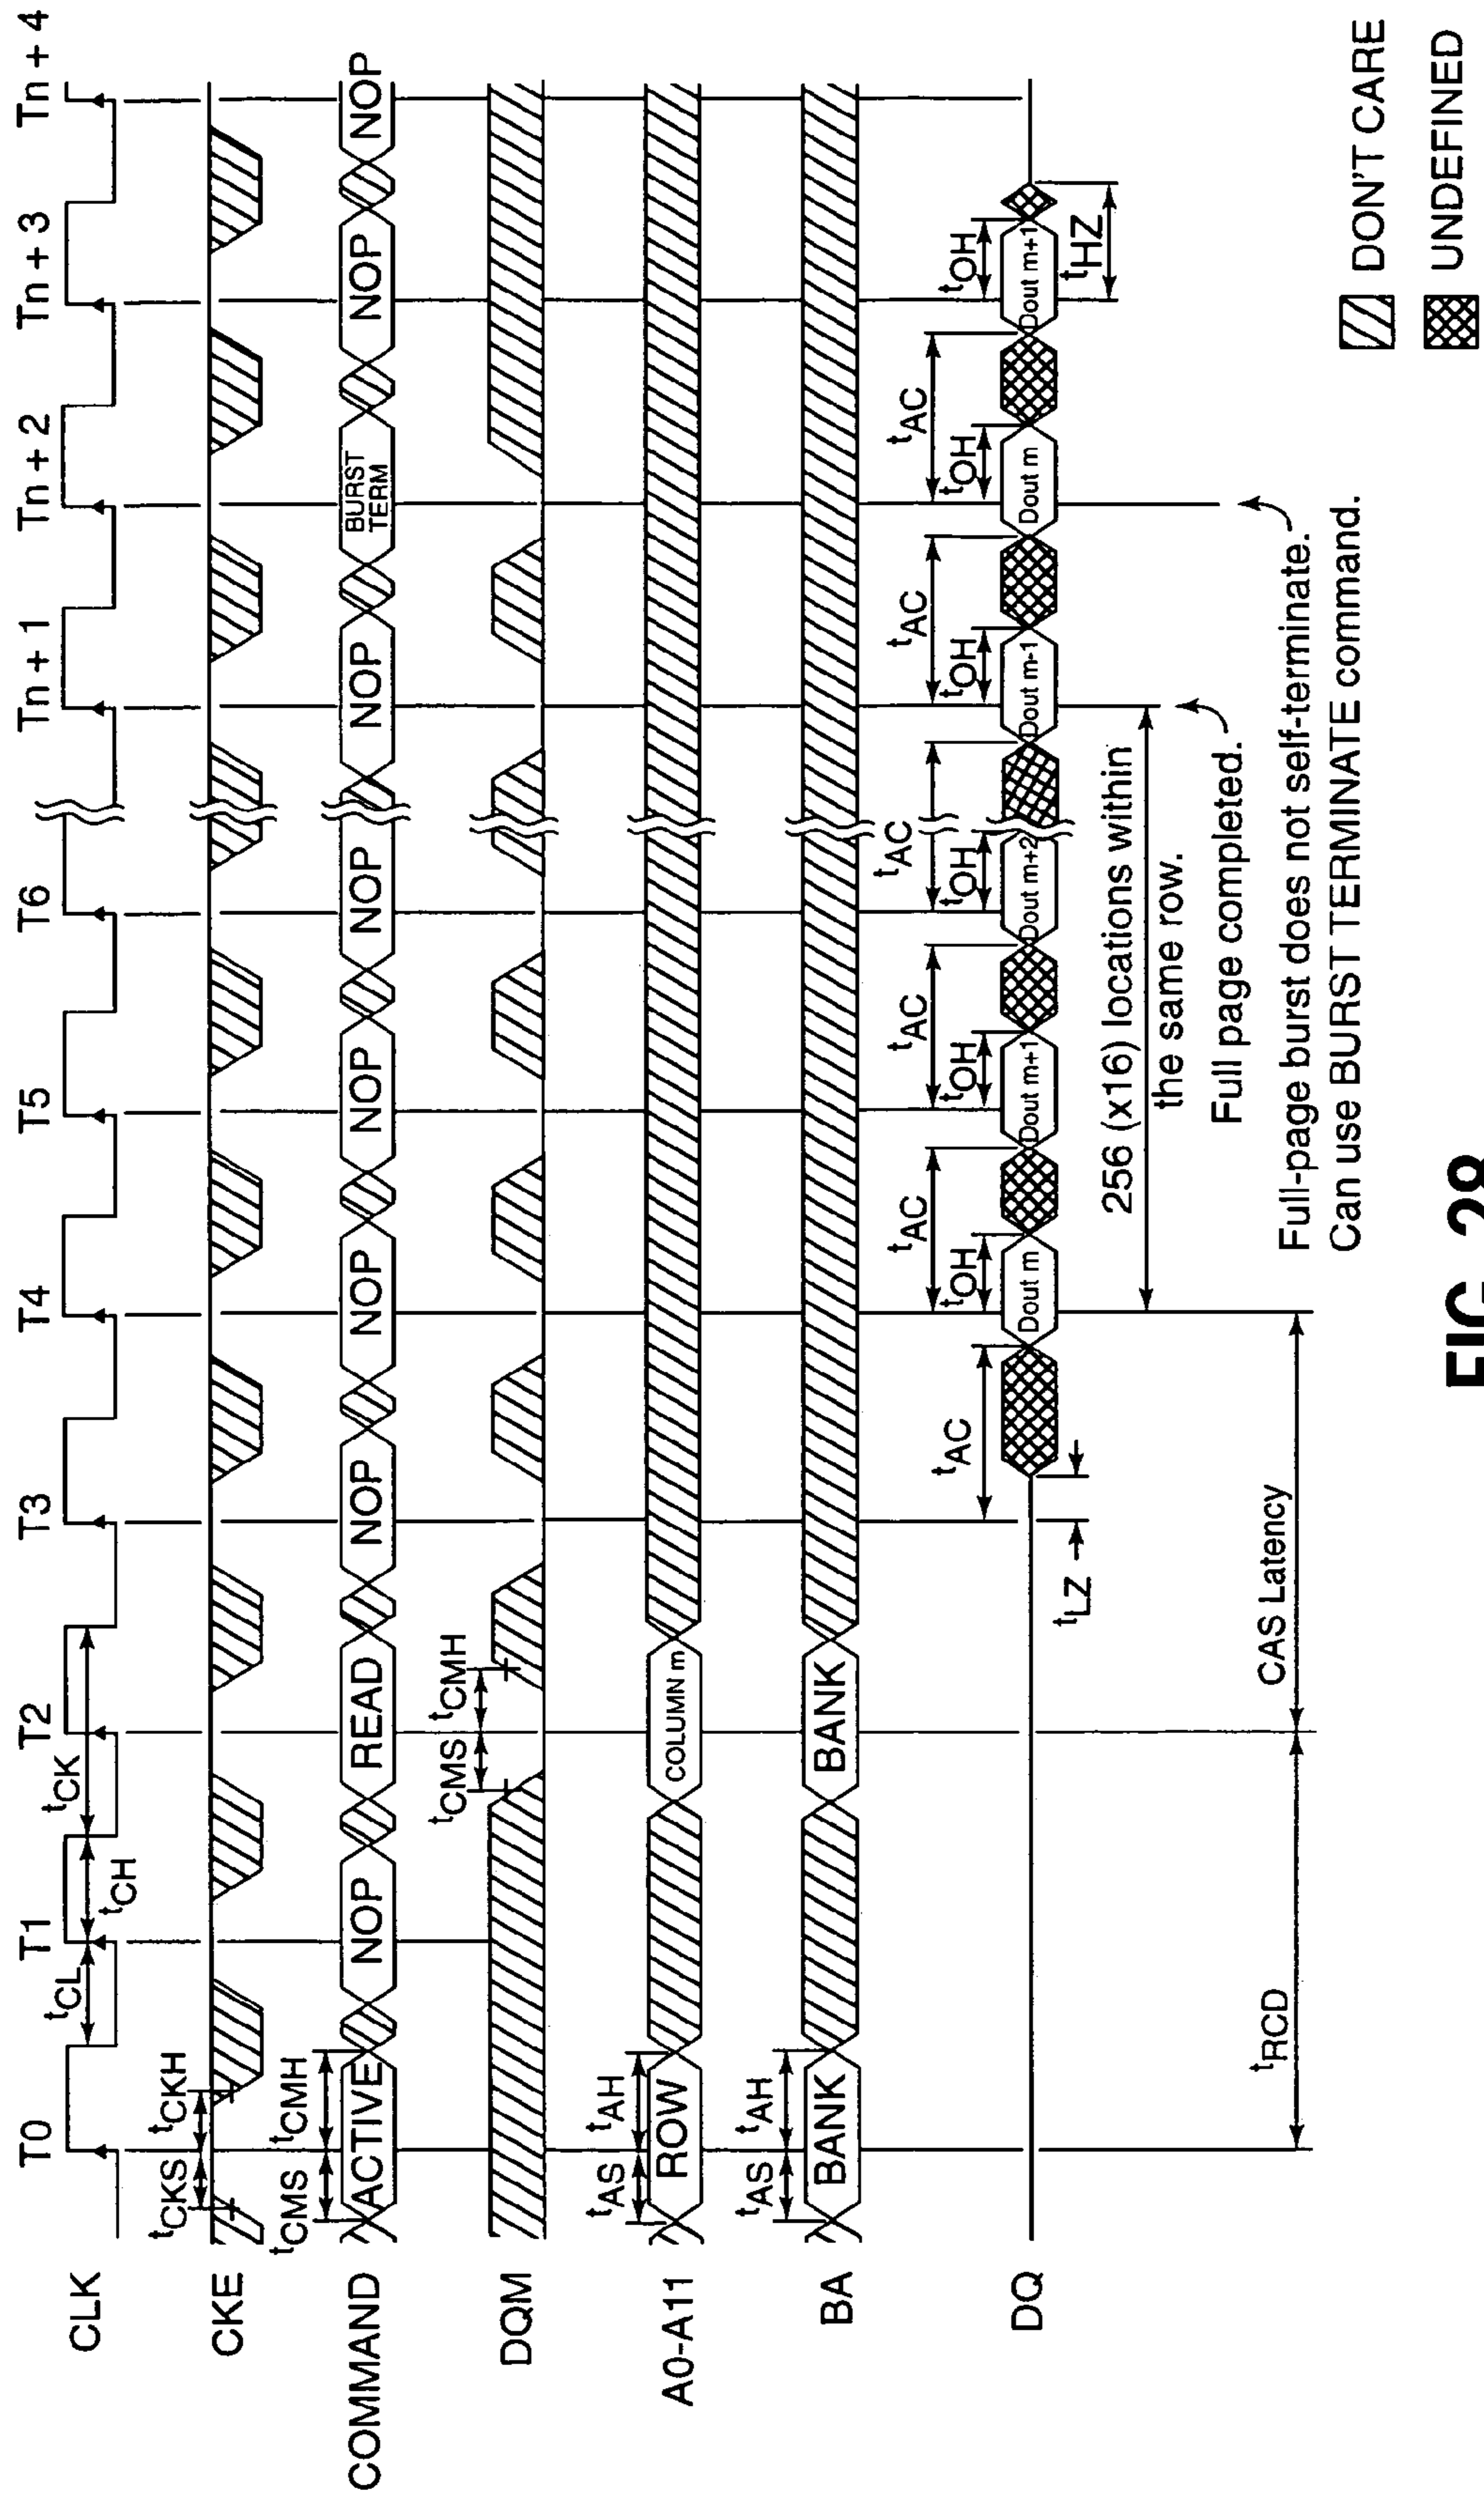 T0 T1 T2 T3 T4 T5 T6 Tn + 1 Tn + 2 Tn + 3 Tn + 4
CLK
tCL tCK
tCH
tCKS tCKH
CKE
tCMS tCMH
COMMAND
ACTIVE NOP READ NOP NOP NOP NOP NOP BURST TERM NOP NOP
tCMS tCMH
DQM
tAS tAH
A0-A11
ROW COLUMN m
tAS tAH
BA
BANK BANK
tAC tAC tAC tAC tAC
tAC tOH tOH tOH tOH tOH tOH
DQ
Dout m Dout m+1 Dout m+2 Dout m-1 Dout m Dout m+1
tLZ tHZ
256 (x16) locations within
the same row.
Full page completed.
tRCD CAS Latency
Full-page burst does not self-terminate.
Can use BURST TERMINATE command.
DON'T CARE
UNDEFINED
FIG. 28